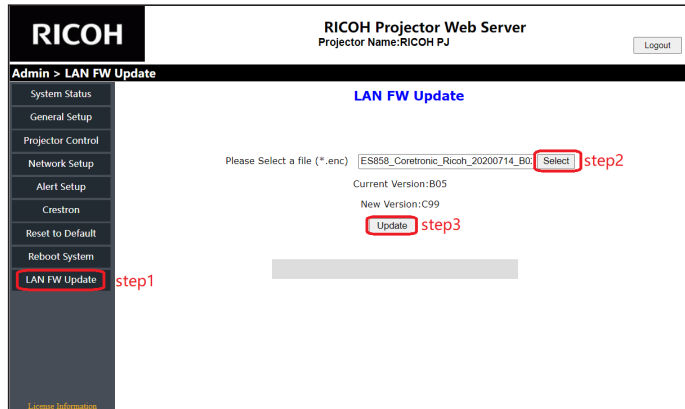 RICOH
RICOH Projector Web Server
Projector Name:RICOH PJ
Logout
Admin > LAN FW Update
System Status
General Setup
Projector Control
Network Setup
Alert Setup
Crestron
Reset to Default
Reboot System
LAN FW Update
step1
License Information
LAN FW Update
Please Select a file (*.enc) ES858_Coretronic_Ricoh_20200714_B0 Select step2
Current Version:B05
New Version:C99
Update step3